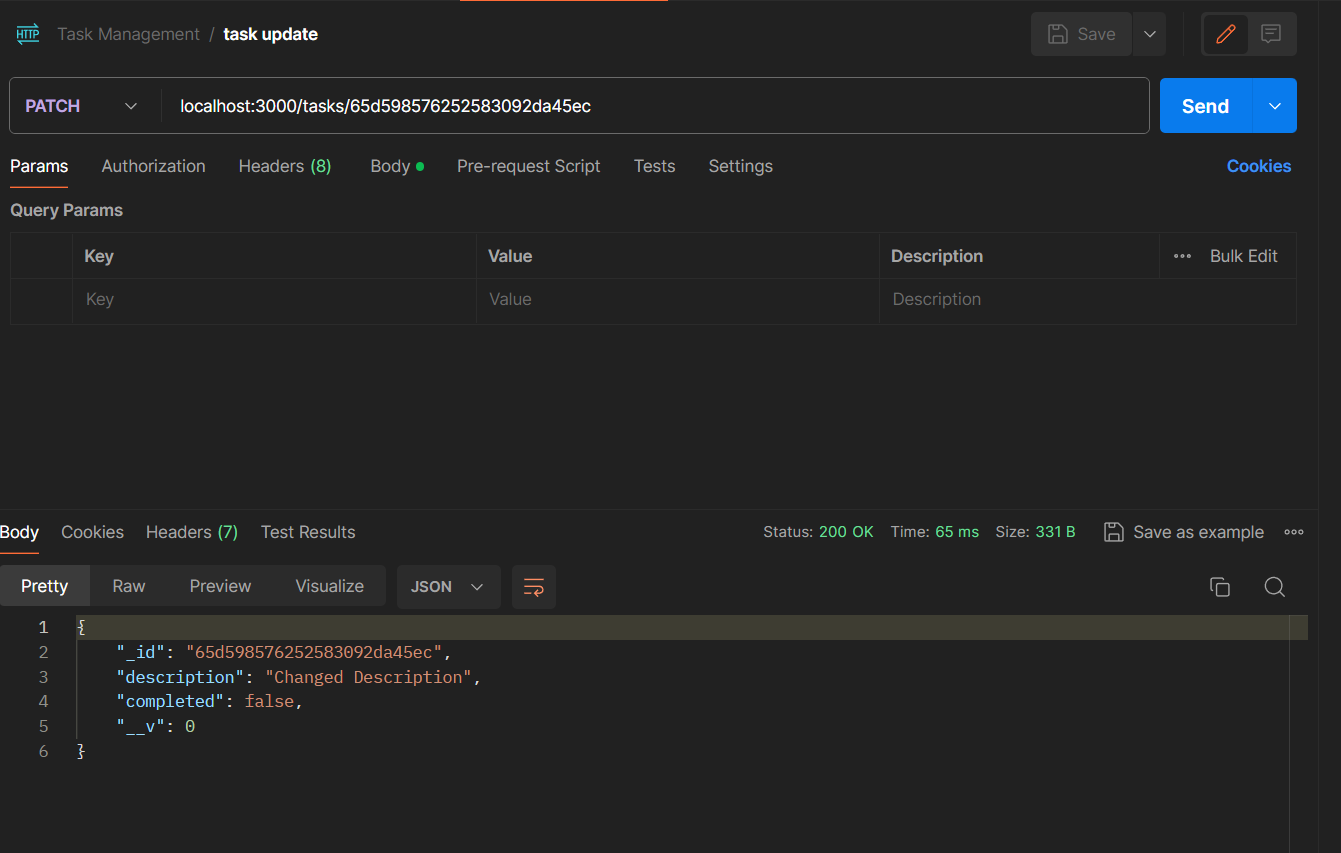 HTTP Task Management / task update Save
PATCH localhost:3000/tasks/65d598576252583092da45ec Send
Params Authorization Headers (8) Body Pre-request Script Tests Settings Cookies
Query Params
Key Value Description Bulk Edit
Key Value Description
Body Cookies Headers (7) Test Results Status: 200 OK Time: 65 ms Size: 331 B Save as example
Pretty Raw Preview Visualize JSON
1 {
2 "_id": "65d598576252583092da45ec",
3 "description": "Changed Description",
4 "completed": false,
5 "__v": 0
6 }